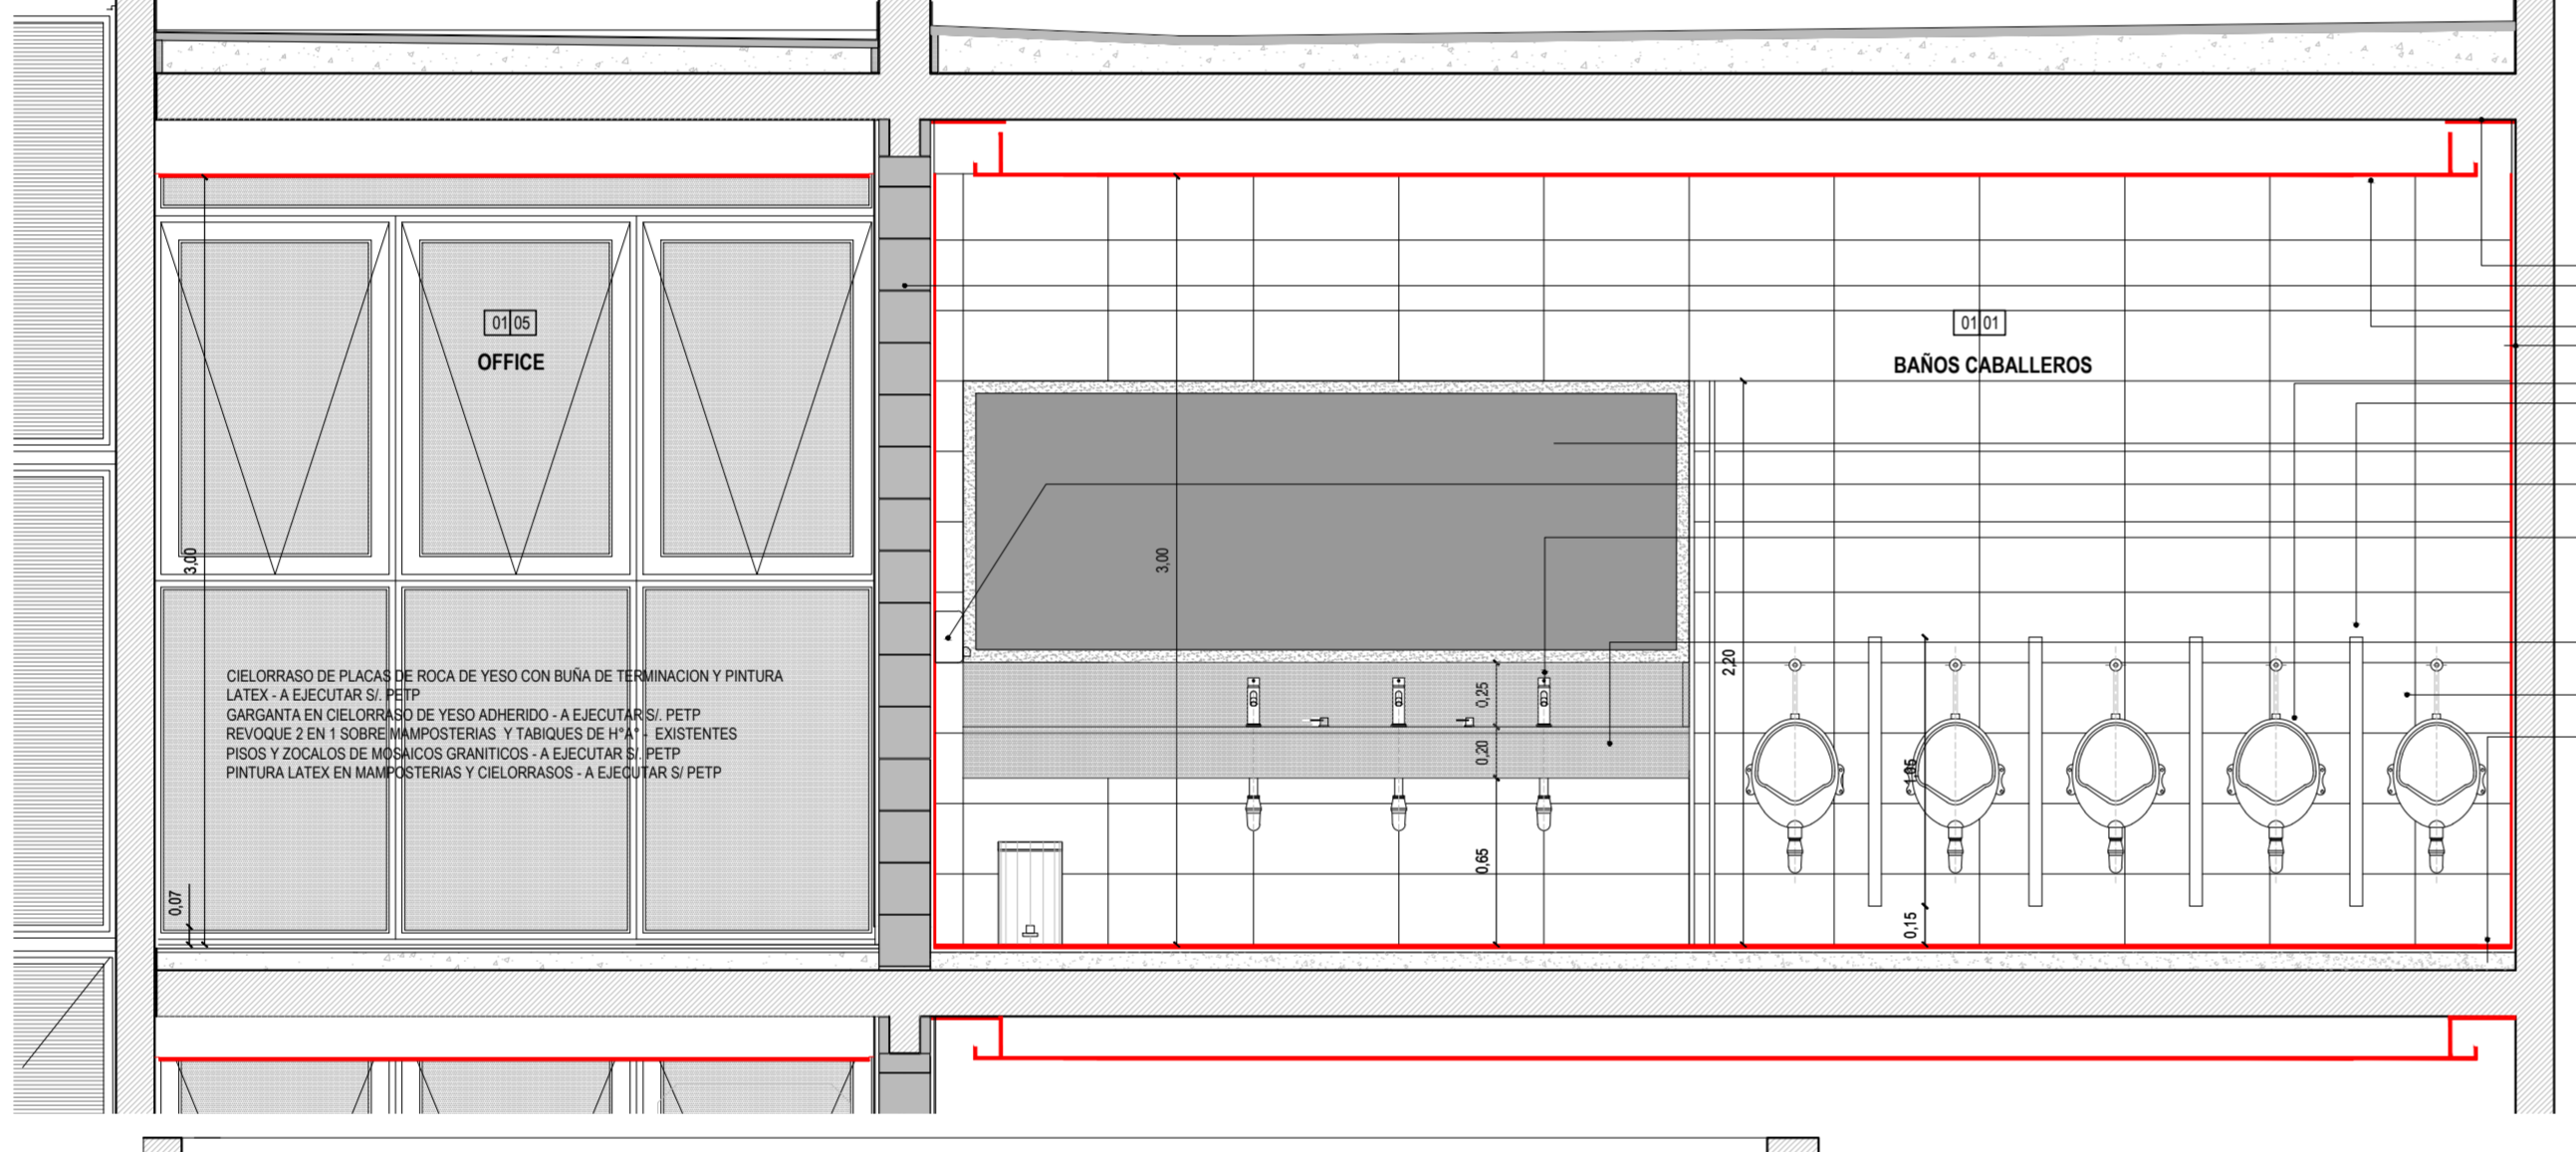 01 05
OFFICE
01 01
BAÑOS CABALLEROS
3,00
3,00
2,20
CIELORRASO DE PLACAS DE ROCA DE YESO CON BUÑA DE TERMINACION Y PINTURA
LATEX - A EJECUTAR S/. PETP
GARGANTA EN CIELORRASO DE YESO ADHERIDO - A EJECUTAR S/. PETP
REVOQUE 2 EN 1 SOBRE MAMPOSTERIAS Y TABIQUES DE H°A° - EXISTENTES
PISOS Y ZOCALOS DE MOSAICOS GRANITICOS - A EJECUTAR S/. PETP
PINTURA LATEX EN MAMPOSTERIAS Y CIELORRASOS - A EJECUTAR S/ PETP
0,25
0,20
1,05
0,65
0,07
0,15